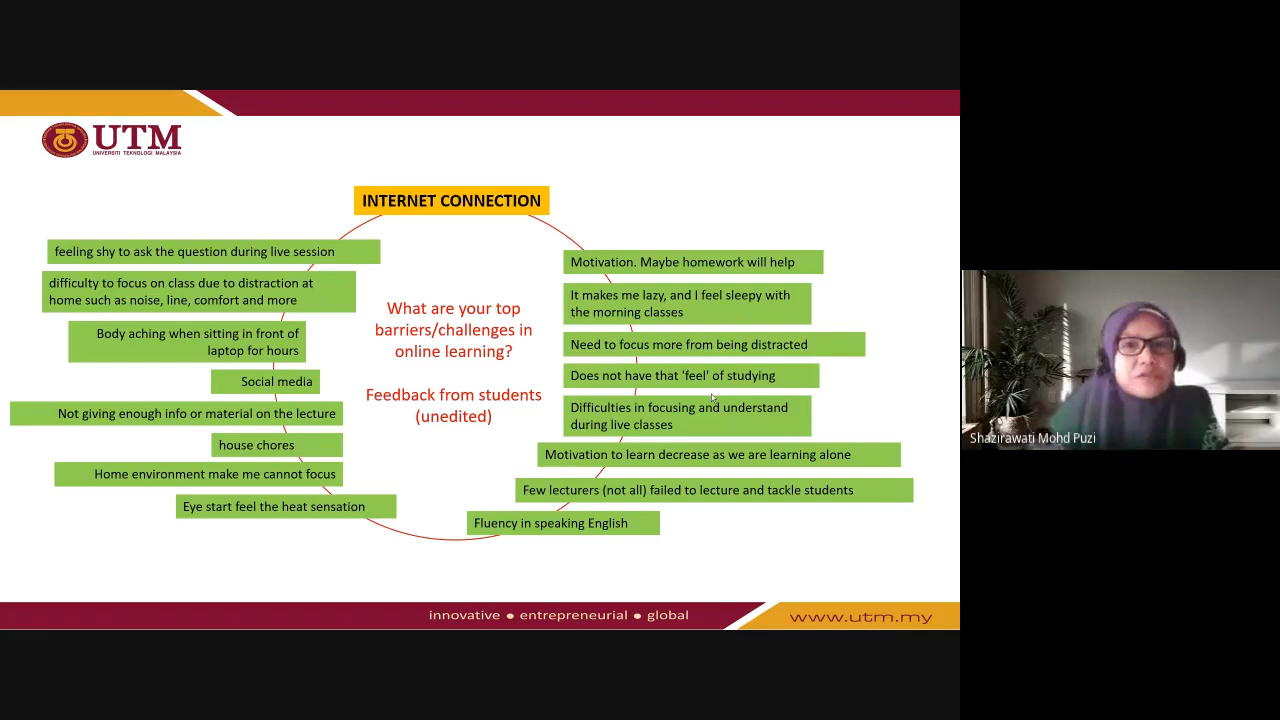 UTM
UNIVERSITI TEKNOLOGI MALAYSIA
INTERNET CONNECTION
feeling shy to ask the question during live session
difficulty to focus on class due to distraction at
home such as noise, line, comfort and more
Body aching when sitting in front of
laptop for hours
Social media
Not giving enough info or material on the lecture
house chores
Home environment make me cannot focus
Eye start feel the heat sensation
What are your top
barriers/challenges in
online learning?
Feedback from students
(unedited)
Motivation. Maybe homework will help
It makes me lazy, and I feel sleepy with
the morning classes
Need to focus more from being distracted
Does not have that 'feel' of studying
Difficulties in focusing and understand
during live classes
Motivation to learn decrease as we are learning alone
Few lecturers (not all) failed to lecture and tackle students
Fluency in speaking English
innovative ● entrepreneurial ● global
www.utm.my
Shazirawati Mohd Puzi